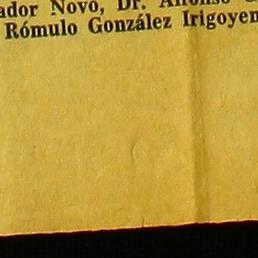 ador Novo, Dr. Alfonso
Rómulo González Irigoyen